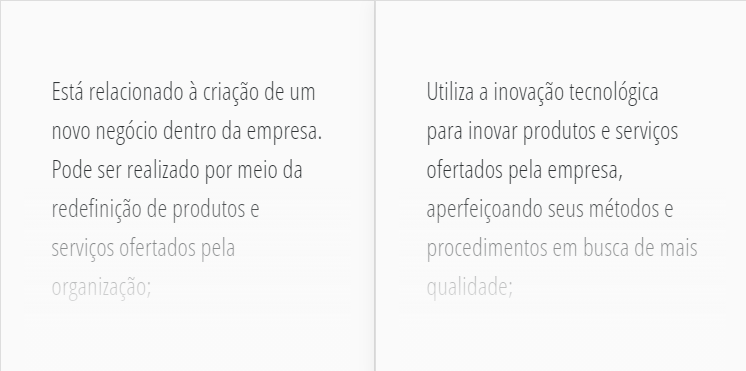 Está relacionado à criação de um
novo negócio dentro da empresa.
Pode ser realizado por meio da
redefinição de produtos e
serviços ofertados pela
organização;
Utiliza a inovação tecnológica
para inovar produtos e serviços
ofertados pela empresa,
aperfeiçoando seus métodos e
procedimentos em busca de mais
qualidade;